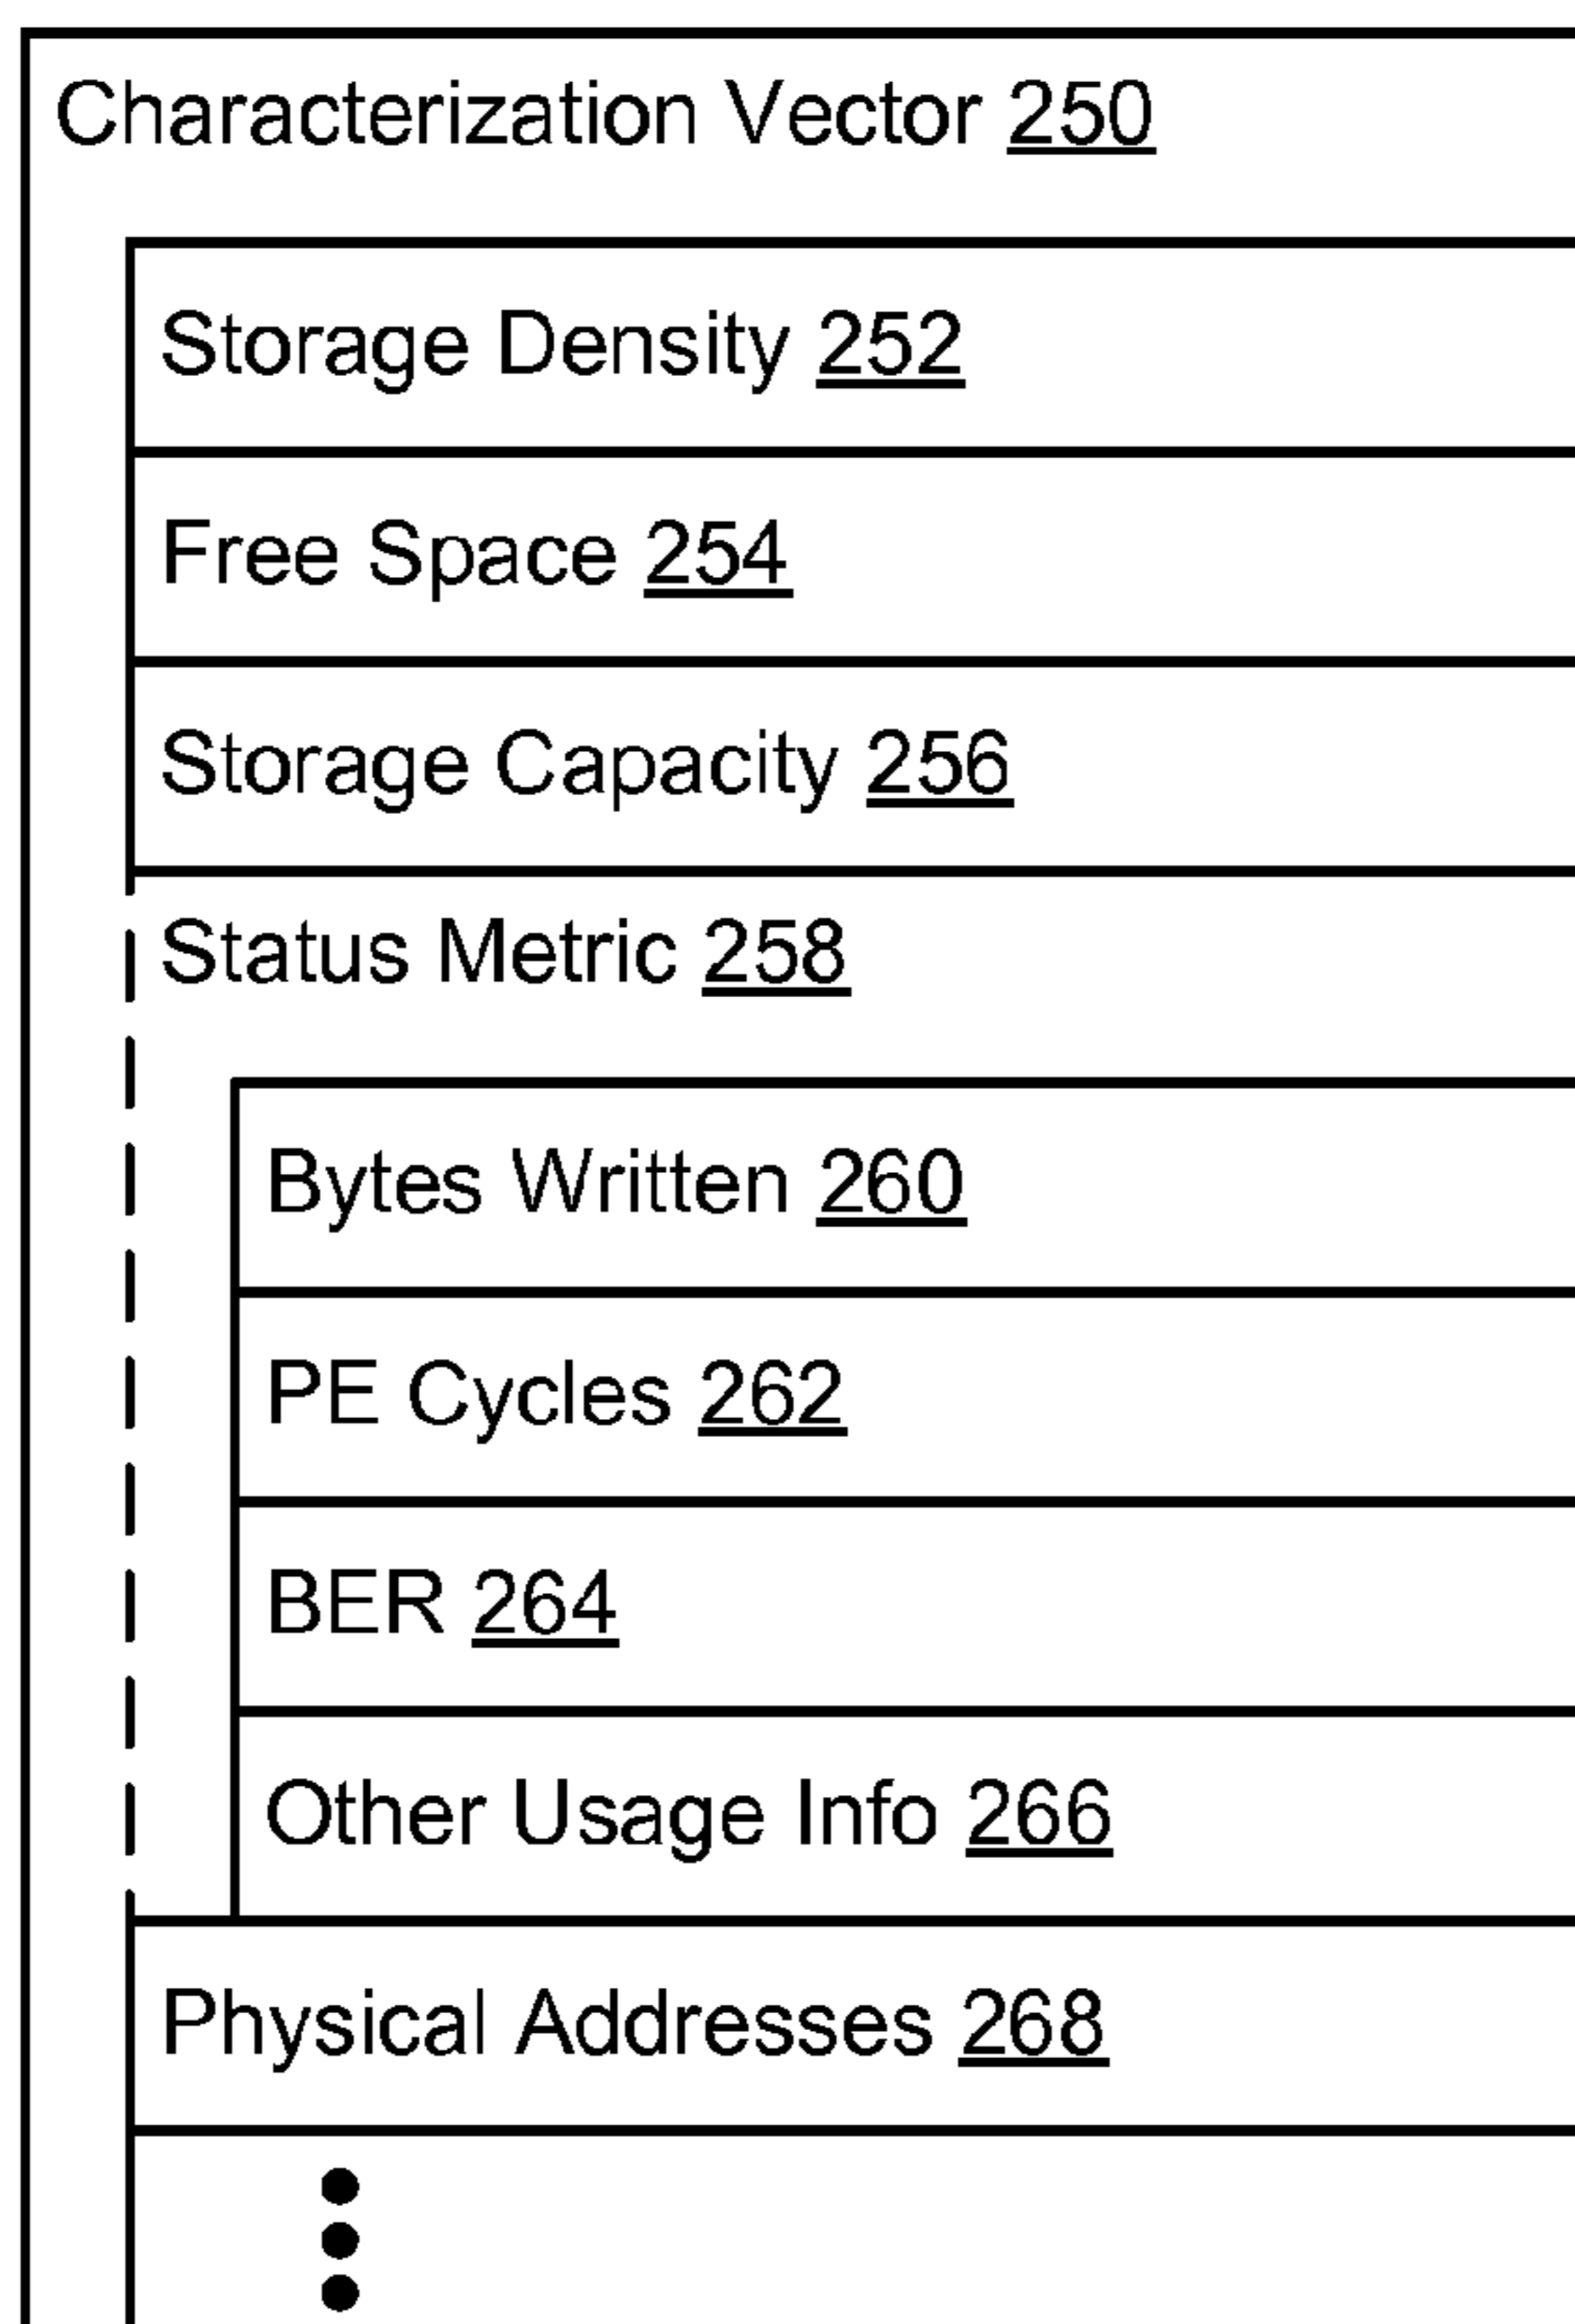 Characterization Vector 250
Storage Density 252
Free Space 254
Storage Capacity 256
Status Metric 258
Bytes Written 260
PE Cycles 262
BER 264
Other Usage Info 266
Physical Addresses 268